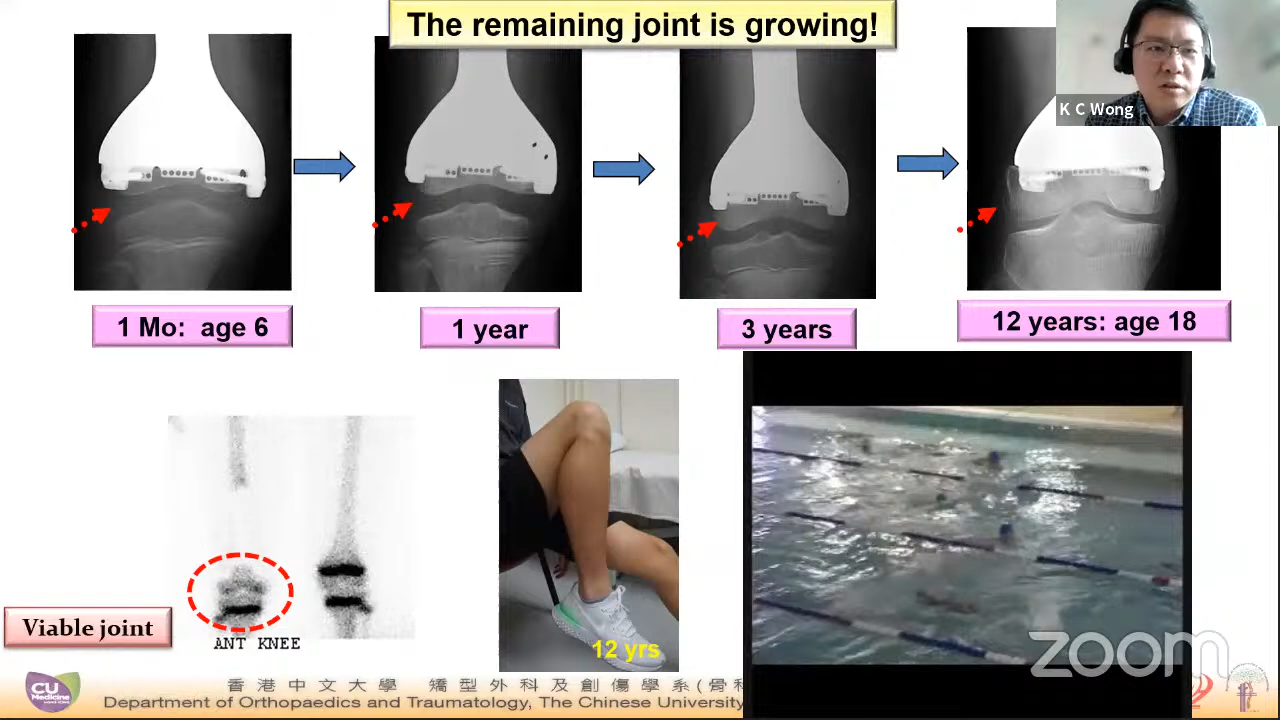 The remaining joint is growing!
K C Wong
1 Mo: age 6
1 year
3 years
12 years: age 18
Viable joint
ANT KNEE
12 yrs
zoom
CU
Medicine
香港中文大學 矯型外科及創傷學系(骨科
Department of Orthopaedics and Traumatology, The Chinese University